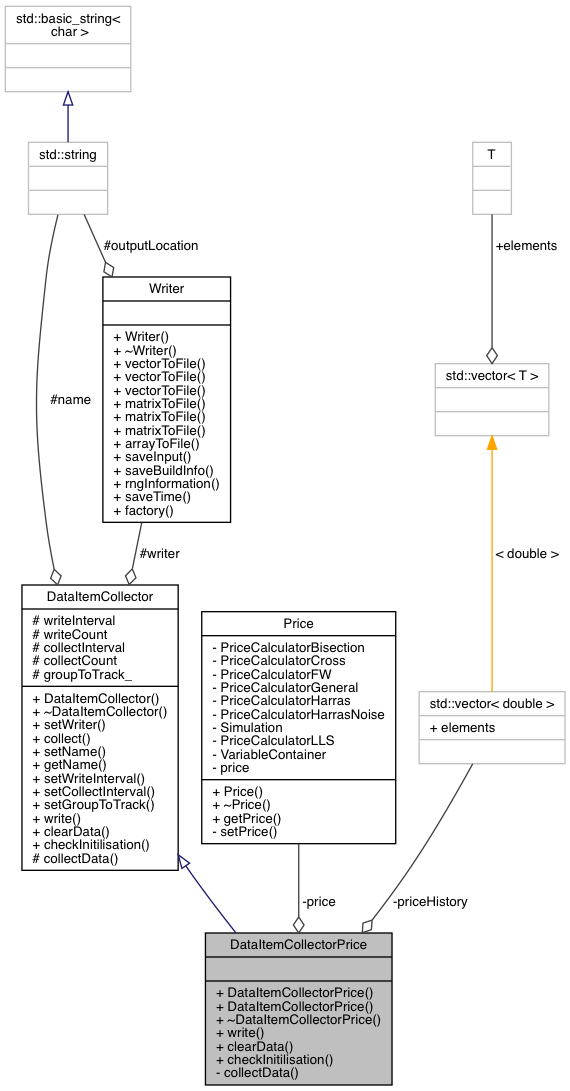 std::basic_string<
char >
std::string
T
#outputLocation
+elements
Writer
+ Writer()
+ ~Writer()
+ vectorToFile()
+ vectorToFile()
+ vectorToFile()
+ matrixToFile()
+ matrixToFile()
+ matrixToFile()
+ arrayToFile()
+ saveInput()
+ saveBuildInfo()
+ rngInformation()
+ saveTime()
+ factory()
std::vector< T >
#name
#writer
< double >
DataItemCollector
# writeInterval
# writeCount
# collectInterval
# collectCount
# groupToTrack_
+ DataItemCollector()
+ ~DataItemCollector()
+ setWriter()
+ collect()
+ setName()
+ getName()
+ setWriteInterval()
+ setCollectInterval()
+ setGroupToTrack()
+ write()
+ clearData()
+ checkInitilisation()
# collectData()
Price
- PriceCalculatorBisection
- PriceCalculatorCross
- PriceCalculatorFW
- PriceCalculatorGeneral
- PriceCalculatorHarras
- PriceCalculatorHarrasNoise
- Simulation
- PriceCalculatorLLS
- VariableContainer
- price
+ Price()
+ ~Price()
+ getPrice()
- setPrice()
std::vector< double >
+ elements
-price
-priceHistory
DataItemCollectorPrice
+ DataItemCollectorPrice()
+ DataItemCollectorPrice()
+ ~DataItemCollectorPrice()
+ write()
+ clearData()
+ checkInitilisation()
- collectData()